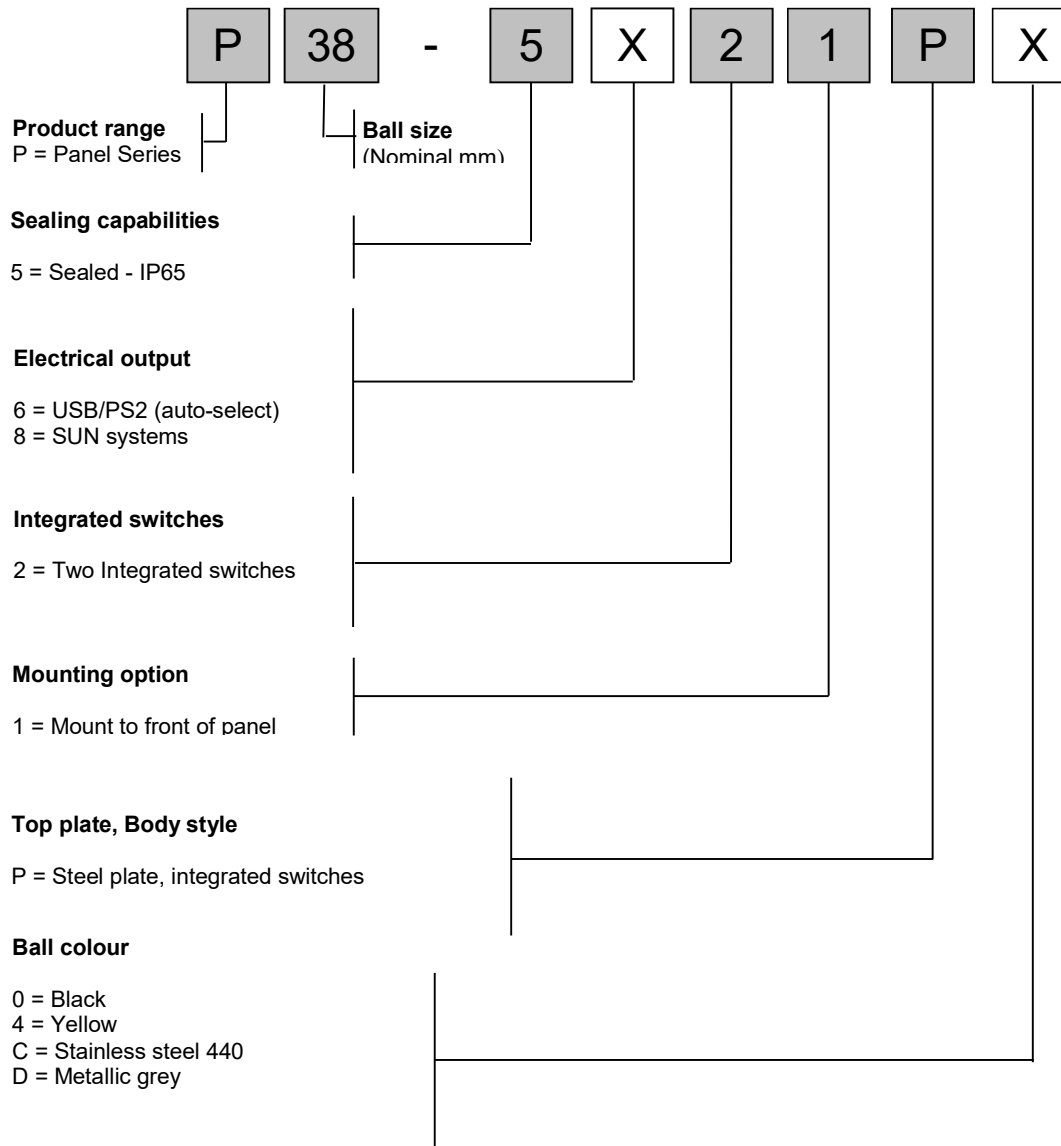 P 38 - 5 X 2 1 P X
Product range
P = Panel Series
Ball size
(Nominal mm)
Sealing capabilities
5 = Sealed - IP65
Electrical output
6 = USB/PS2 (auto-select)
8 = SUN systems
Integrated switches
2 = Two Integrated switches
Mounting option
1 = Mount to front of panel
Top plate, Body style
P = Steel plate, integrated switches
Ball colour
0 = Black
4 = Yellow
C = Stainless steel 440
D = Metallic grey